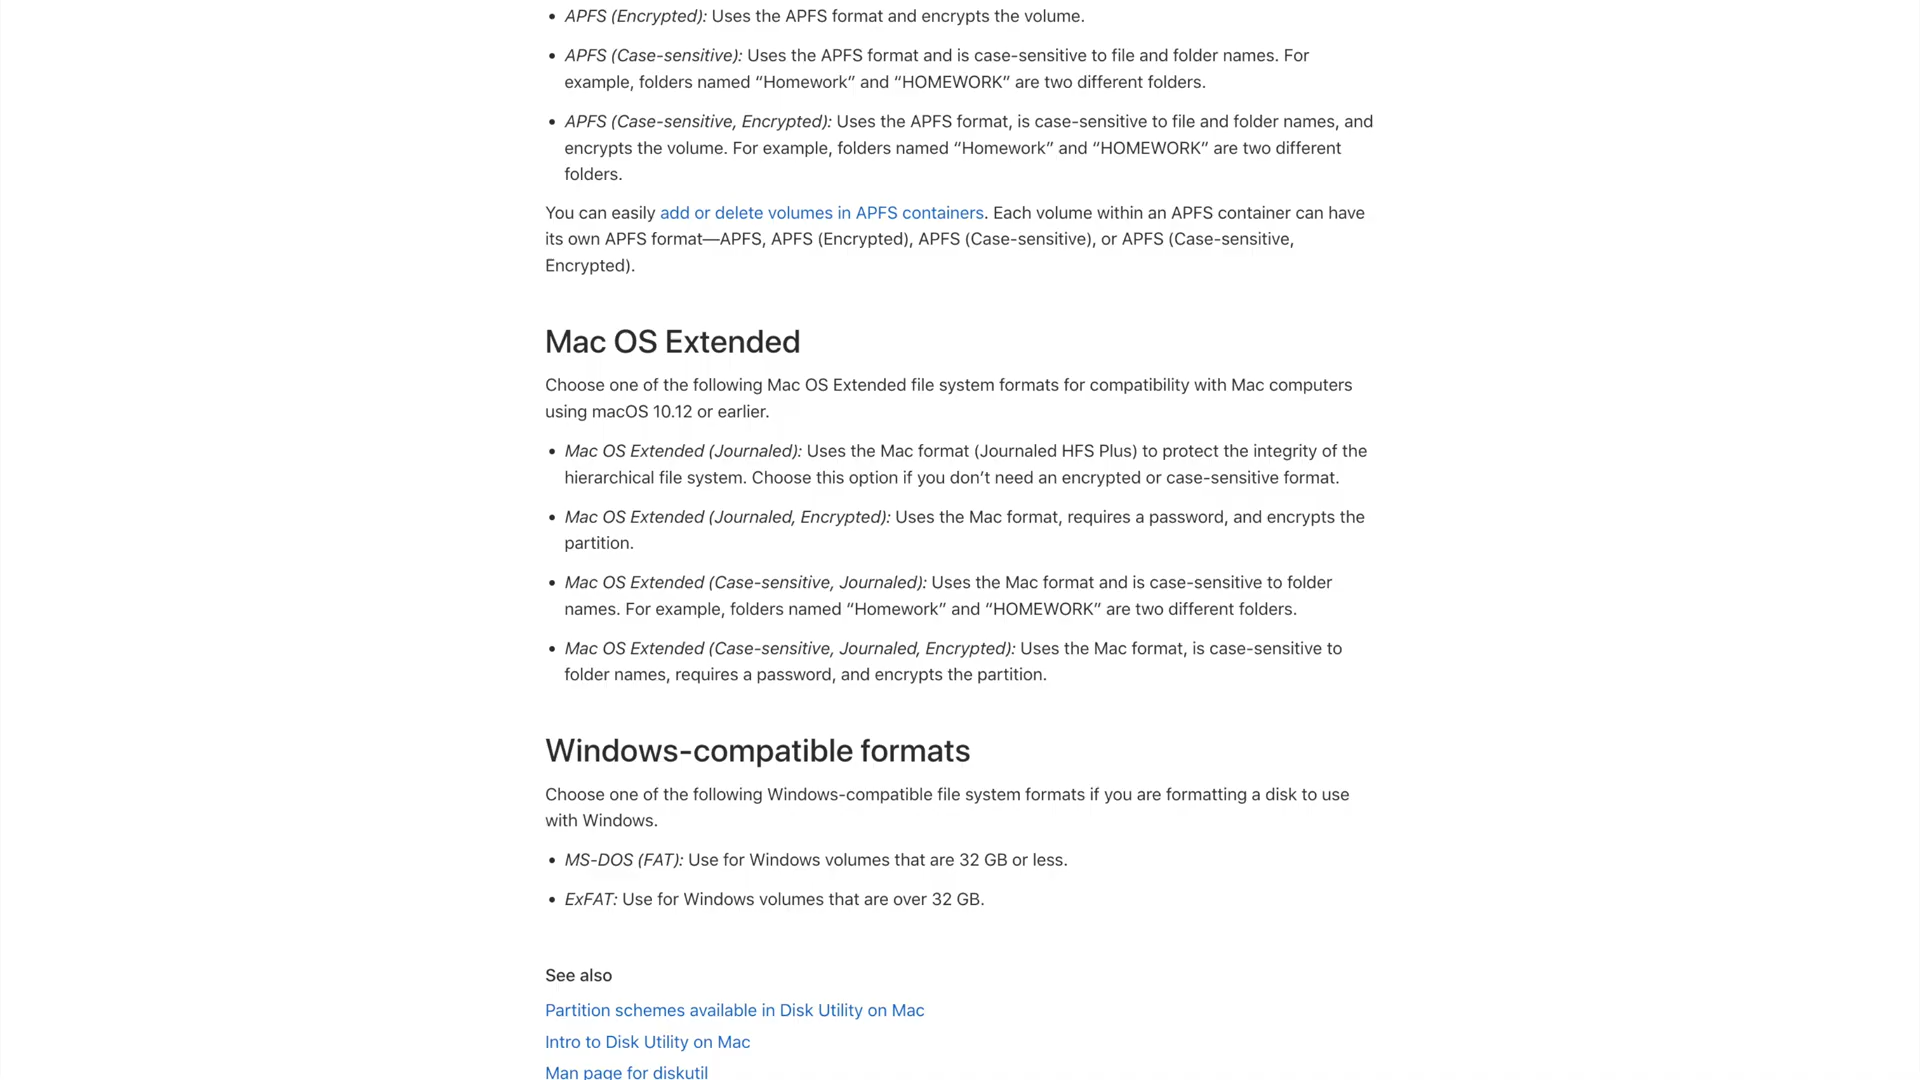 • APFS (Encrypted): Uses the APFS format and encrypts the volume.
• APFS (Case-sensitive): Uses the APFS format and is case-sensitive to file and folder names. For
example, folders named “Homework” and “HOMEWORK” are two different folders.
• APFS (Case-sensitive, Encrypted): Uses the APFS format, is case-sensitive to file and folder names, and
encrypts the volume. For example, folders named “Homework” and “HOMEWORK” are two different
folders.
You can easily add or delete volumes in APFS containers. Each volume within an APFS container can have
its own APFS format—APFS, APFS (Encrypted), APFS (Case-sensitive), or APFS (Case-sensitive,
Encrypted).
Mac OS Extended
Choose one of the following Mac OS Extended file system formats for compatibility with Mac computers
using macOS 10.12 or earlier.
• Mac OS Extended (Journaled): Uses the Mac format (Journaled HFS Plus) to protect the integrity of the
hierarchical file system. Choose this option if you don’t need an encrypted or case-sensitive format.
• Mac OS Extended (Journaled, Encrypted): Uses the Mac format, requires a password, and encrypts the
partition.
• Mac OS Extended (Case-sensitive, Journaled): Uses the Mac format and is case-sensitive to folder
names. For example, folders named “Homework” and “HOMEWORK” are two different folders.
• Mac OS Extended (Case-sensitive, Journaled, Encrypted): Uses the Mac format, is case-sensitive to
folder names, requires a password, and encrypts the partition.
Windows-compatible formats
Choose one of the following Windows-compatible file system formats if you are formatting a disk to use
with Windows.
• MS-DOS (FAT): Use for Windows volumes that are 32 GB or less.
• ExFAT: Use for Windows volumes that are over 32 GB.
See also
Partition schemes available in Disk Utility on Mac
Intro to Disk Utility on Mac
Man page for diskutil